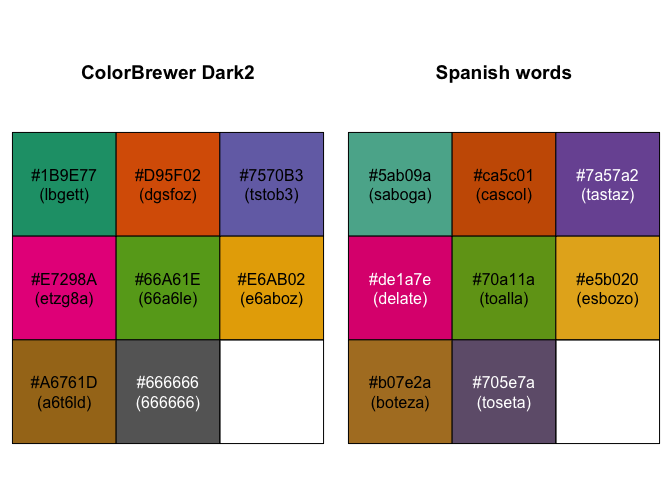 ColorBrewer Dark2
#1B9E77
(lbgett)
#D95F02
(dgsfoz)
#7570B3
(tstob3)
#E7298A
(etzg8a)
#66A61E
(66a6le)
#E6AB02
(e6aboz)
#A6761D
(a6t6ld)
#666666
(666666)
Spanish words
#5ab09a
(saboga)
#ca5c01
(cascol)
#7a57a2
(tastaz)
#de1a7e
(delate)
#70a11a
(toalla)
#e5b020
(esbozo)
#b07e2a
(boteza)
#705e7a
(toseta)